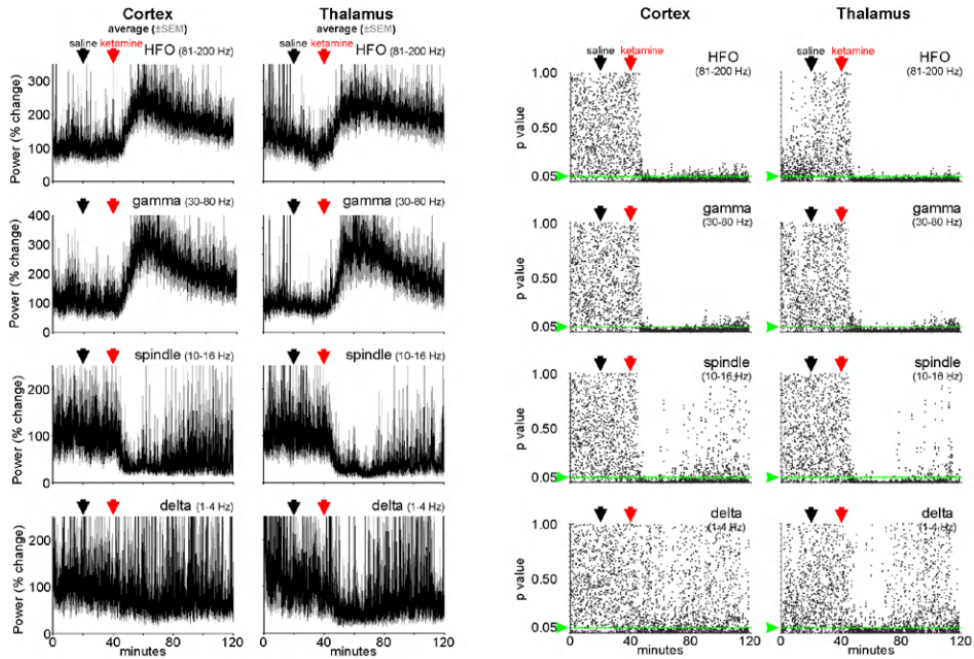 Cortex Thalamus
average (±SEM) average (±SEM)
saline ketamine saline ketamine
HFO (81-200 Hz) HFO (81-200 Hz)
Power (% change)
300
200
100
0
gamma (30-80 Hz) gamma (30-80 Hz)
Power (% change)
400
300
200
100
0
spindle (10-16 Hz) spindle (10-16 Hz)
Power (% change)
200
100
0
delta (1-4 Hz) delta (1-4 Hz)
Power (% change)
200
100
0
0 40 80 120 0 40 80 120
minutes minutes
Cortex Thalamus
saline ketamine saline ketamine
HFO HFO
(81-200 Hz) (81-200 Hz)
p value
1.00
0.50
0.05
gamma gamma
(30-80 Hz) (30-80 Hz)
p value
1.00
0.50
0.05
spindle spindle
(10-16 Hz) (10-16 Hz)
p value
1.00
0.50
0.05
delta delta
(1-4 Hz) (1-4 Hz)
p value
1.00
0.50
0.05
0 40 80 120 0 40 80 120
minutes minutes